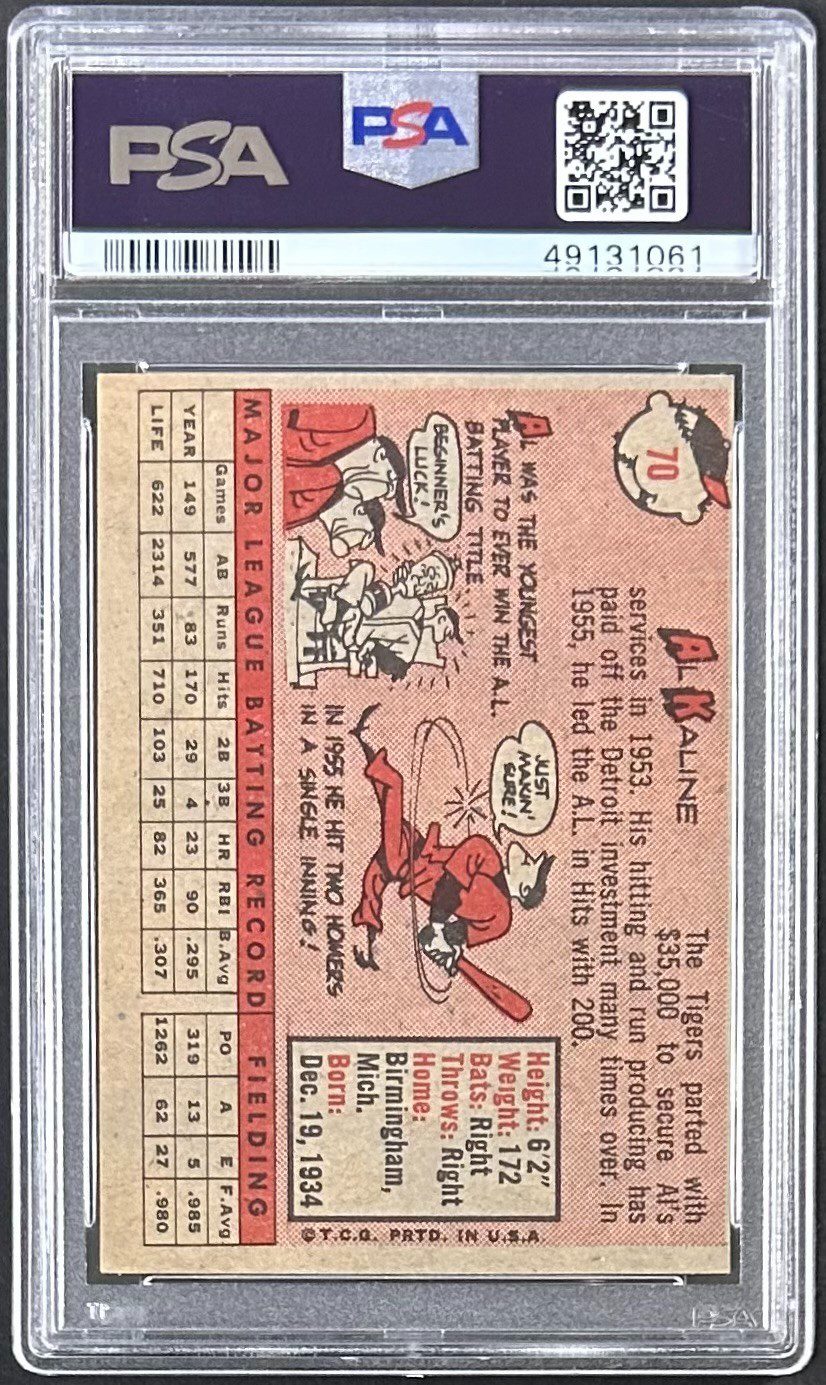 PSA
PSA
49131061
70
AL KALINE
The Tigers parted with
$35,000 to secure Al's
services in 1953. His hitting and run producing has
paid off the Detroit investment many times over. In
1955, he led the A.L. in Hits with 200.
AL WAS THE YOUNGEST
PLAYER TO EVER WIN THE A.L.
BATTING TITLE.
BEGINNER'S
LUCK!
JUST
MAKIN'
SURE!
IN 1955 HE HIT TWO HOMERS
IN A SINGLE INNING!
Height: 6'2"
Weight: 172
Bats: Right
Throws: Right
Home:
Birmingham,
Mich.
Born:
Dec. 19, 1934
©T.C.G. PRTD. IN U.S.A.
MAJOR LEAGUE BATTING RECORD FIELDING
Games AB Runs Hits 2B 3B HR RBI B.Avg PO A E F.Avg
YEAR 149 577 83 170 29 4 23 90 .295 319 13 5 .985
LIFE 622 2314 351 710 103 25 82 365 .307 1262 62 27 .980
TP
PSA